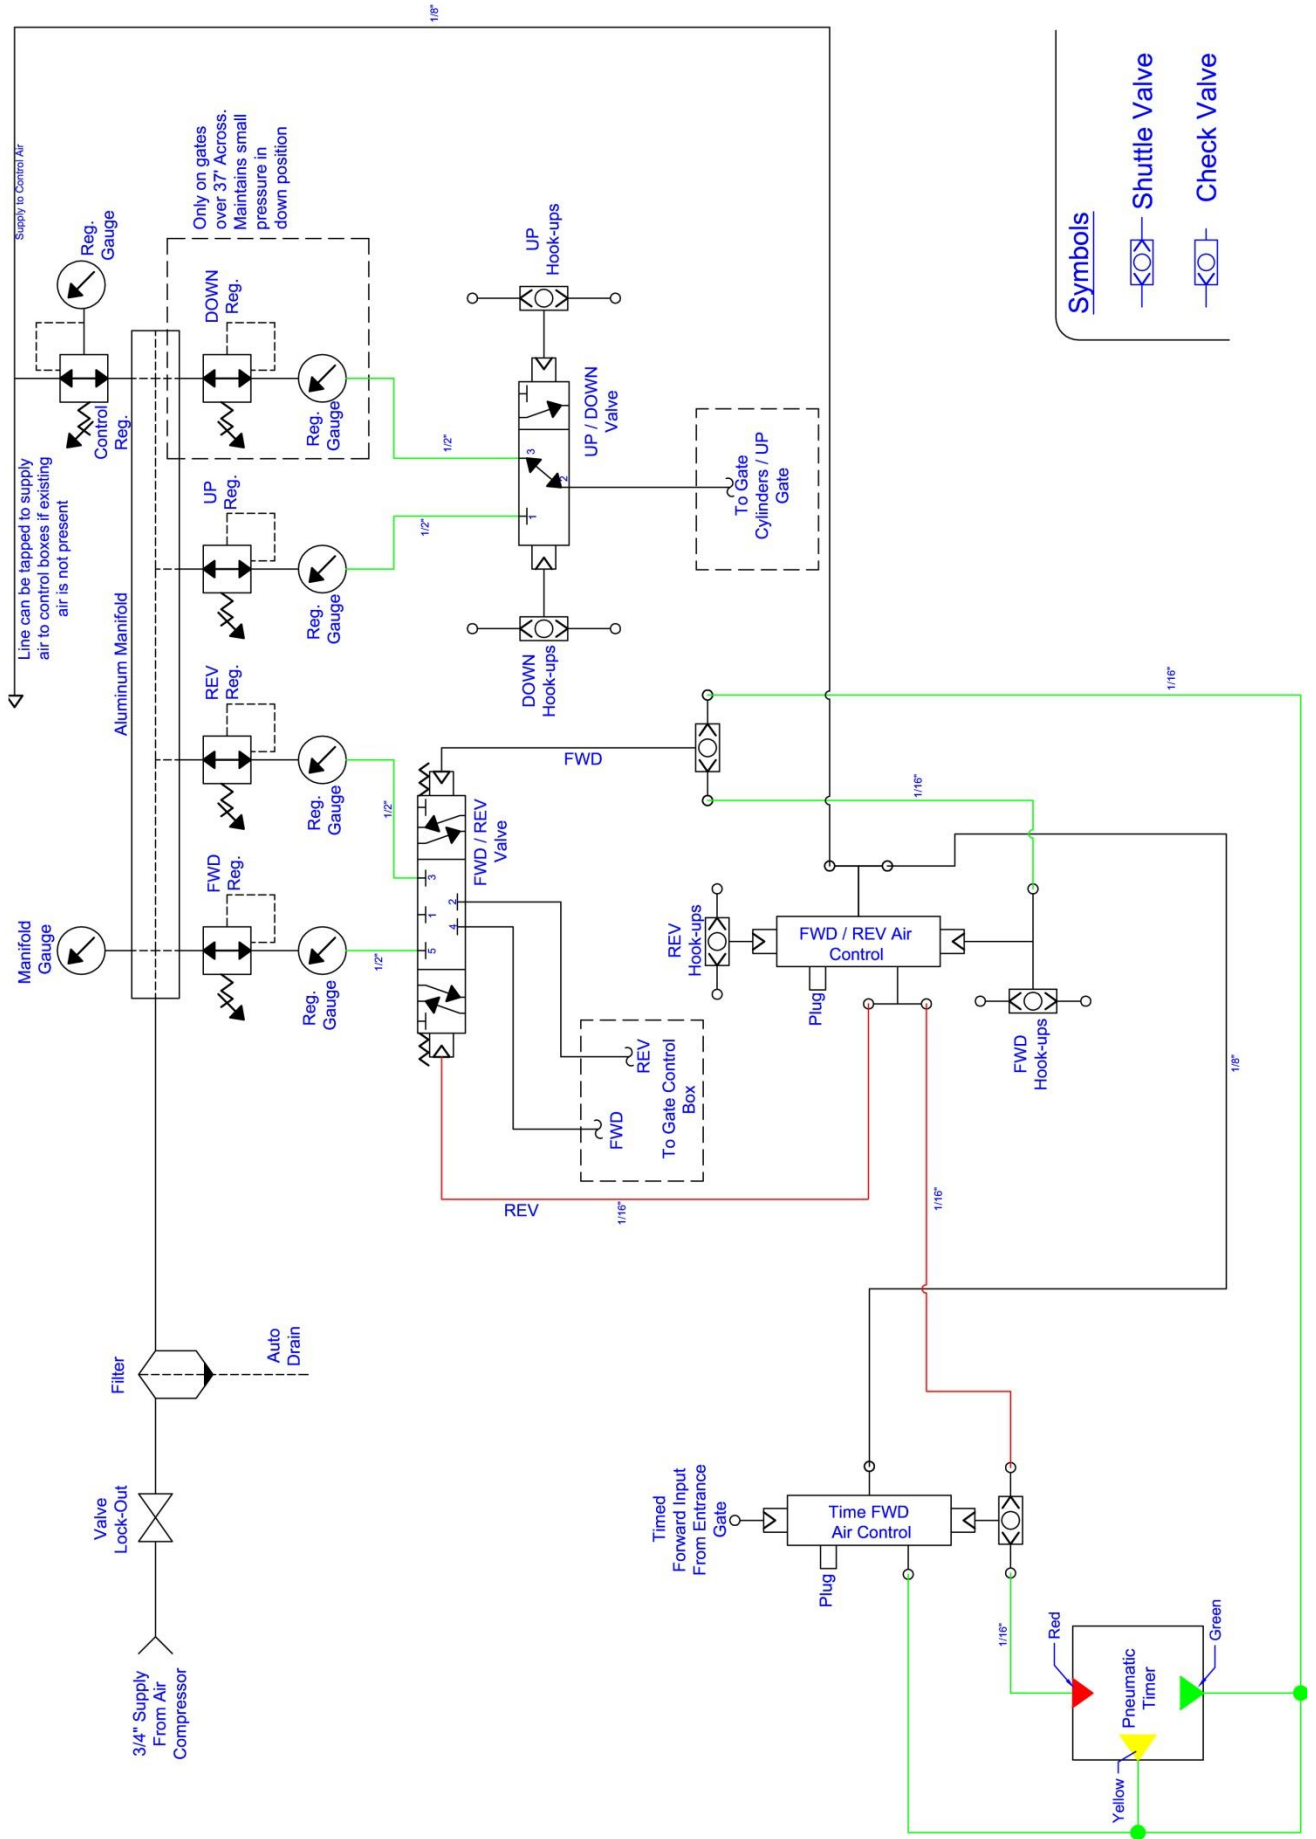 1/8"
Supply to Control Air
Line can be tapped to supply
air to control boxes if existing
air is not present
Reg.
Gauge
Control
Reg.
Only on gates
over 37' Across.
Maintains small
pressure in
down position
Aluminum Manifold
Manifold
Gauge
FWD
Reg.
REV
Reg.
UP
Reg.
DOWN
Reg.
Reg.
Gauge
Reg.
Gauge
Reg.
Gauge
Reg.
Gauge
1/2"
1/2"
1/2"
1/2"
3/4" Supply
From Air
Compressor
Valve
Lock-Out
Filter
Auto
Drain
5
1
3
4
2
FWD / REV
Valve
1
3
2
UP / DOWN
Valve
DOWN
Hook-ups
UP
Hook-ups
To Gate
Cylinders / UP
Gate
FWD
REV
To Gate Control
Box
REV
1/16"
FWD
1/16"
1/16"
REV
Hook-ups
FWD / REV Air
Control
Plug
FWD
Hook-ups
1/16"
1/8"
Timed
Forward Input
From Entrance
Gate
Time FWD
Air Control
Plug
1/16"
Red
Pneumatic
Timer
Yellow
Green
Symbols
Shuttle Valve
Check Valve